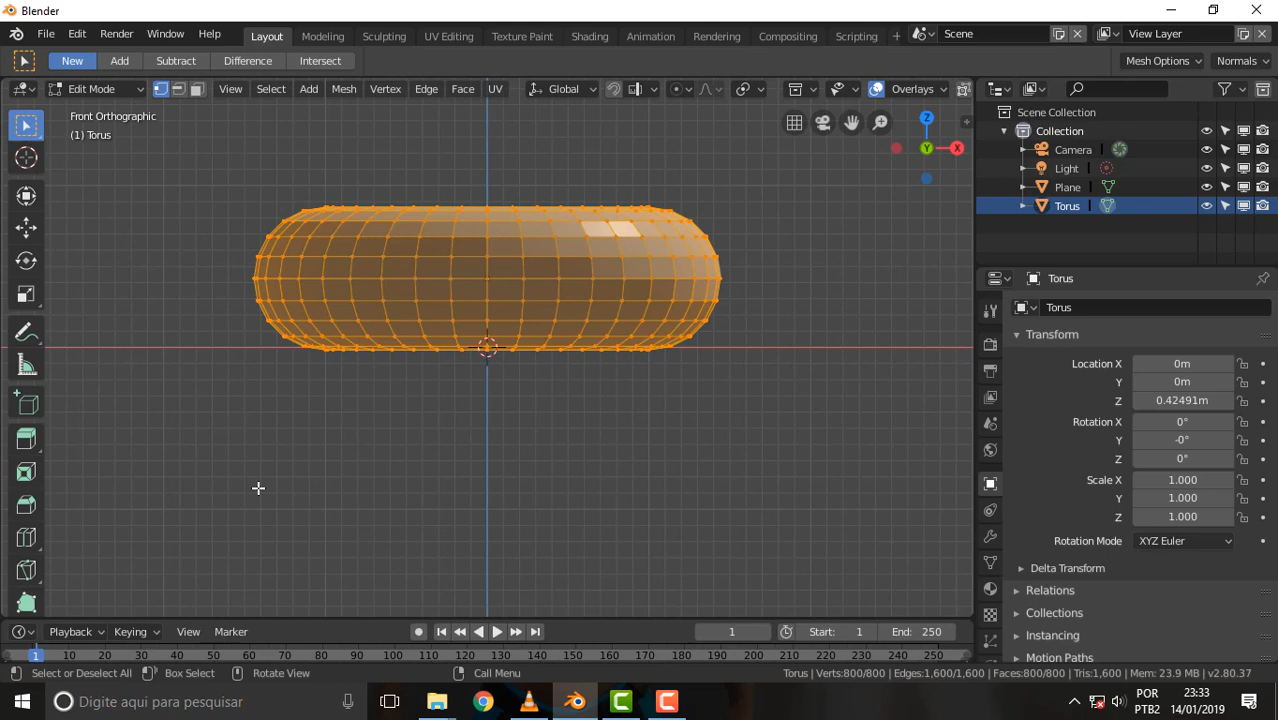 Blender
File Edit Render Window Help Layout Modeling Sculpting UV Editing Texture Paint Shading Animation Rendering Compositing Scripting + Scene View Layer
New Add Subtract Difference Intersect Mesh Options Normals
Edit Mode View Select Add Mesh Vertex Edge Face UV Global Overlays
Front Orthographic
(1) Torus
Z
Y
X
Scene Collection
Collection
Camera
Light
Plane
Torus
Torus
Torus
Transform
Location X 0m
Y 0m
Z 0.42491m
Rotation X 0°
Y -0°
Z 0°
Scale X 1.000
Y 1.000
Z 1.000
Rotation Mode XYZ Euler
Delta Transform
Relations
Collections
Instancing
Motion Paths
Playback Keying View Marker 1 Start: 1 End: 250
1 10 20 30 40 50 60 70 80 90 100 110 120 130 140 150 160 170 180 190 200 210 220 230 240 250
Select or Deselect All Box Select Rotate View Call Menu Torus | Verts:800/800 | Edges:1,600/1,600 | Faces:800/800 | Tris:1,600 | Mem: 23.9 MB | v2.80.37
Digite aqui para pesquisar
POR
PTB2
23:33
14/01/2019